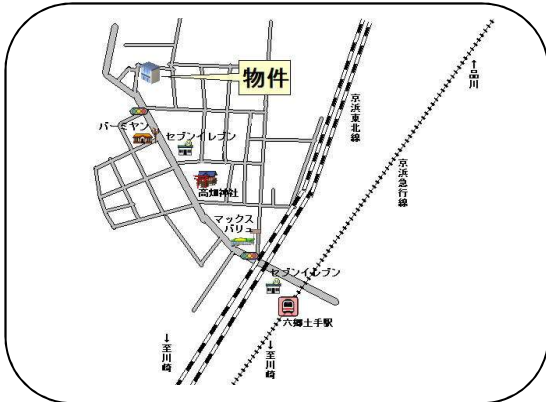 物件
↑品川
京浜東北線
バーミヤン
セブンイレブン
京浜急行線
高畑神社
マックス
バリュ
セブンイレブン
六郷土手駅
↓至川崎
↓至川崎